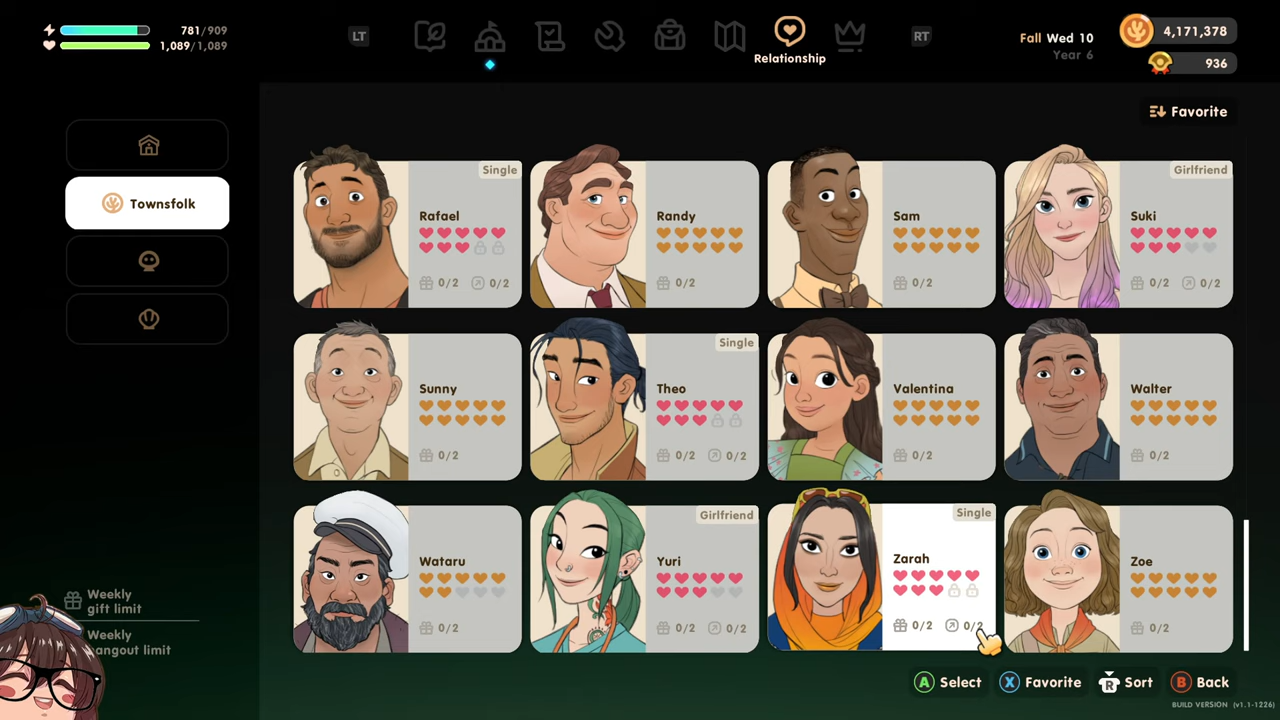 781/909
1,089/1,089
LT
Relationship
RT
Fall Wed 10
Year 6
4,171,378
936
Favorite
Townsfolk
Single
Rafael
0/2 0/2
Randy
0/2
Sam
0/2
Girlfriend
Suki
0/2 0/2
Sunny
0/2
Single
Theo
0/2 0/2
Valentina
0/2
Walter
0/2
Wataru
0/2
Girlfriend
Yuri
0/2 0/2
Single
Zarah
0/2 0/2
Zoe
0/2
Weekly
gift limit
Weekly
hangout limit
A Select
X Favorite
R Sort
B Back
BUILD VERSION (v1.1-1226)